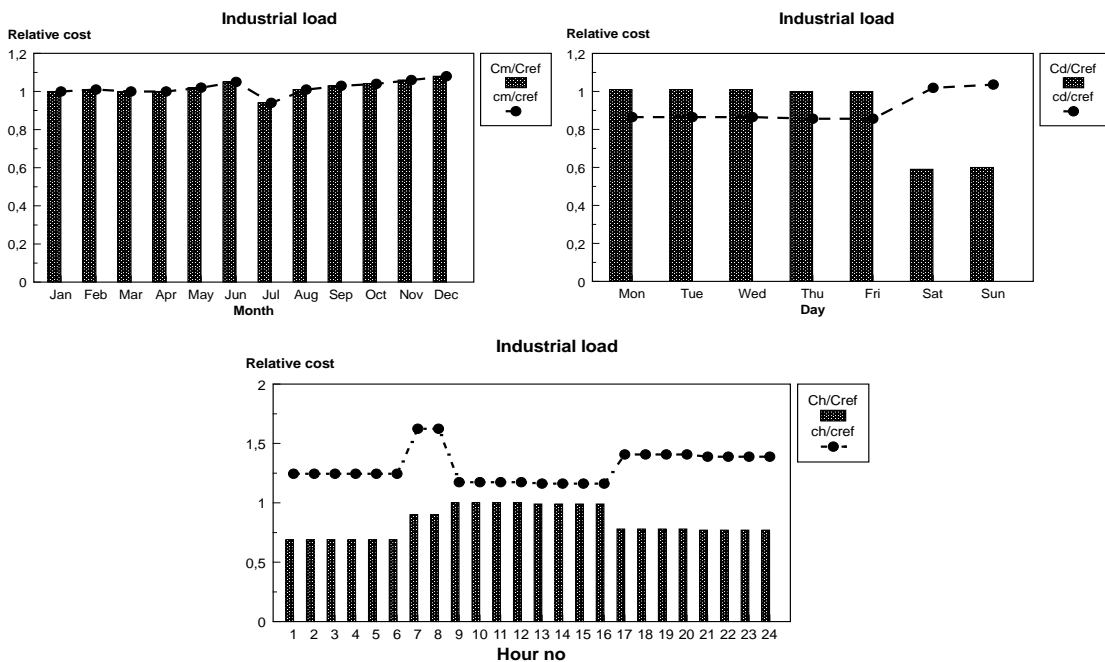 Industrial load
Relative cost
1,2
1
0,8
0,6
0,4
0,2
0
Jan Feb Mar Apr May Jun Jul Aug Sep Oct Nov Dec
Month
Cm/Cref
cm/cref
Industrial load
Relative cost
1,2
1
0,8
0,6
0,4
0,2
0
Mon Tue Wed Thu Fri Sat Sun
Day
Cd/Cref
cd/cref
Industrial load
Relative cost
2
1,5
1
0,5
0
1 2 3 4 5 6 7 8 9 10 11 12 13 14 15 16 17 18 19 20 21 22 23 24
Hour no
Ch/Cref
ch/cref